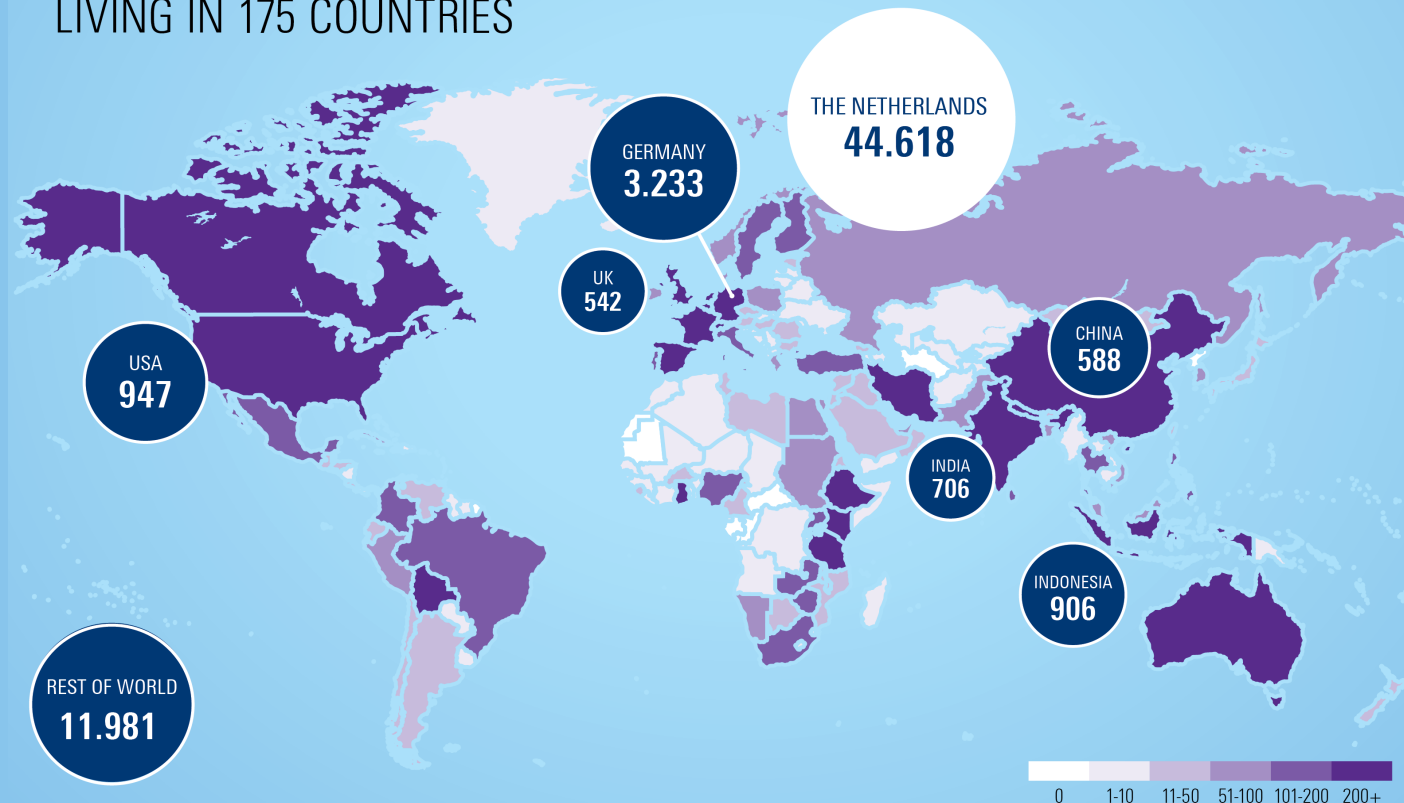 LIVING IN 175 COUNTRIES
THE NETHERLANDS
44.618
GERMANY
3.233
UK
542
USA
947
CHINA
588
INDIA
706
INDONESIA
906
REST OF WORLD
11.981
0 1-10 11-50 51-100 101-200 200+